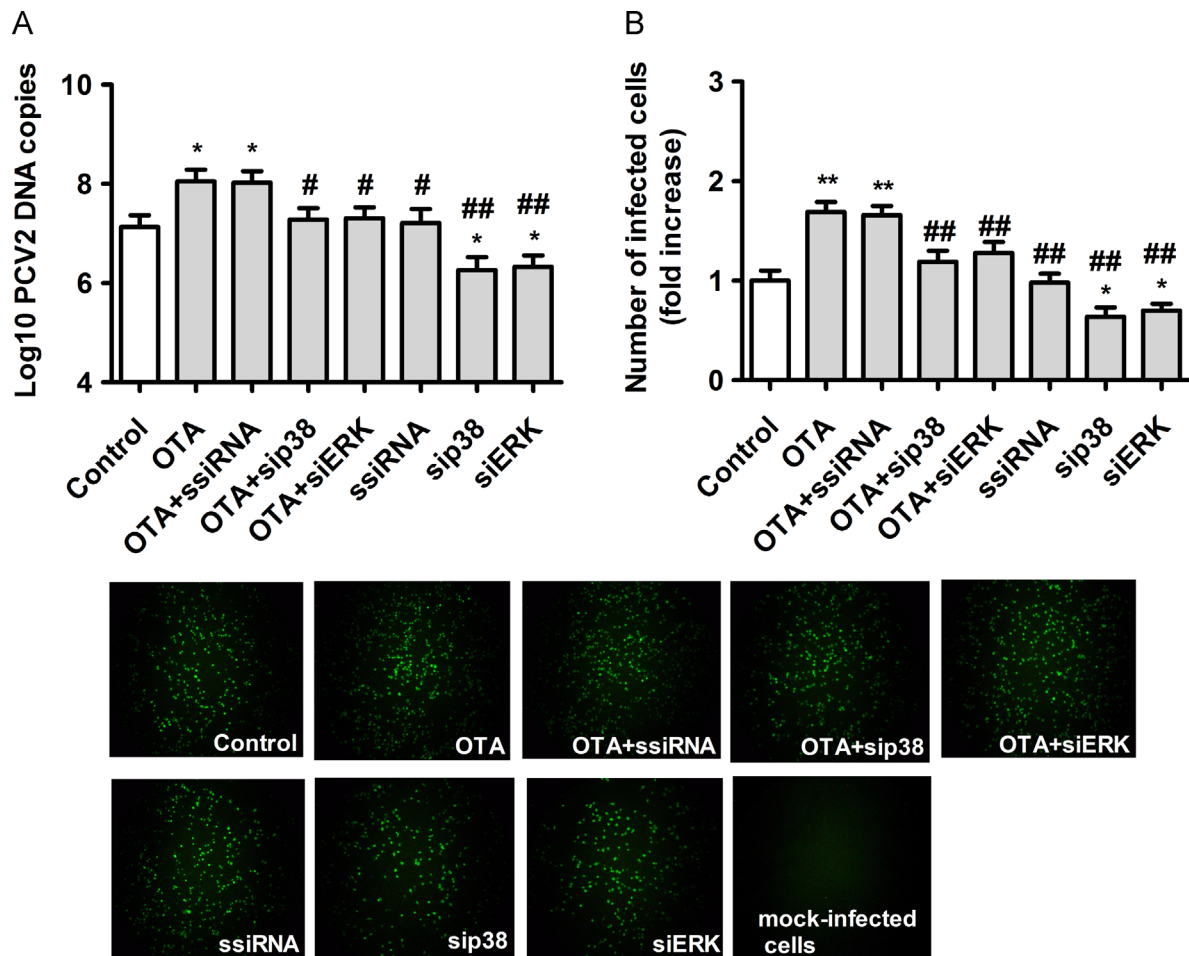 A
B
Log10 PCV2 DNA copies
10
8
6
4
*
*
#
#
#
##
##
*
*
Control
OTA
OTA+ssiRNA
OTA+sip38
OTA+siERK
ssiRNA
sip38
siERK
Number of infected cells
(fold increase)
3
2
1
0
**
**
##
##
##
##
##
*
*
Control
OTA
OTA+ssiRNA
OTA+sip38
OTA+siERK
ssiRNA
sip38
siERK
Control
OTA
OTA+ssiRNA
OTA+sip38
OTA+siERK
ssiRNA
sip38
siERK
mock-infected
cells